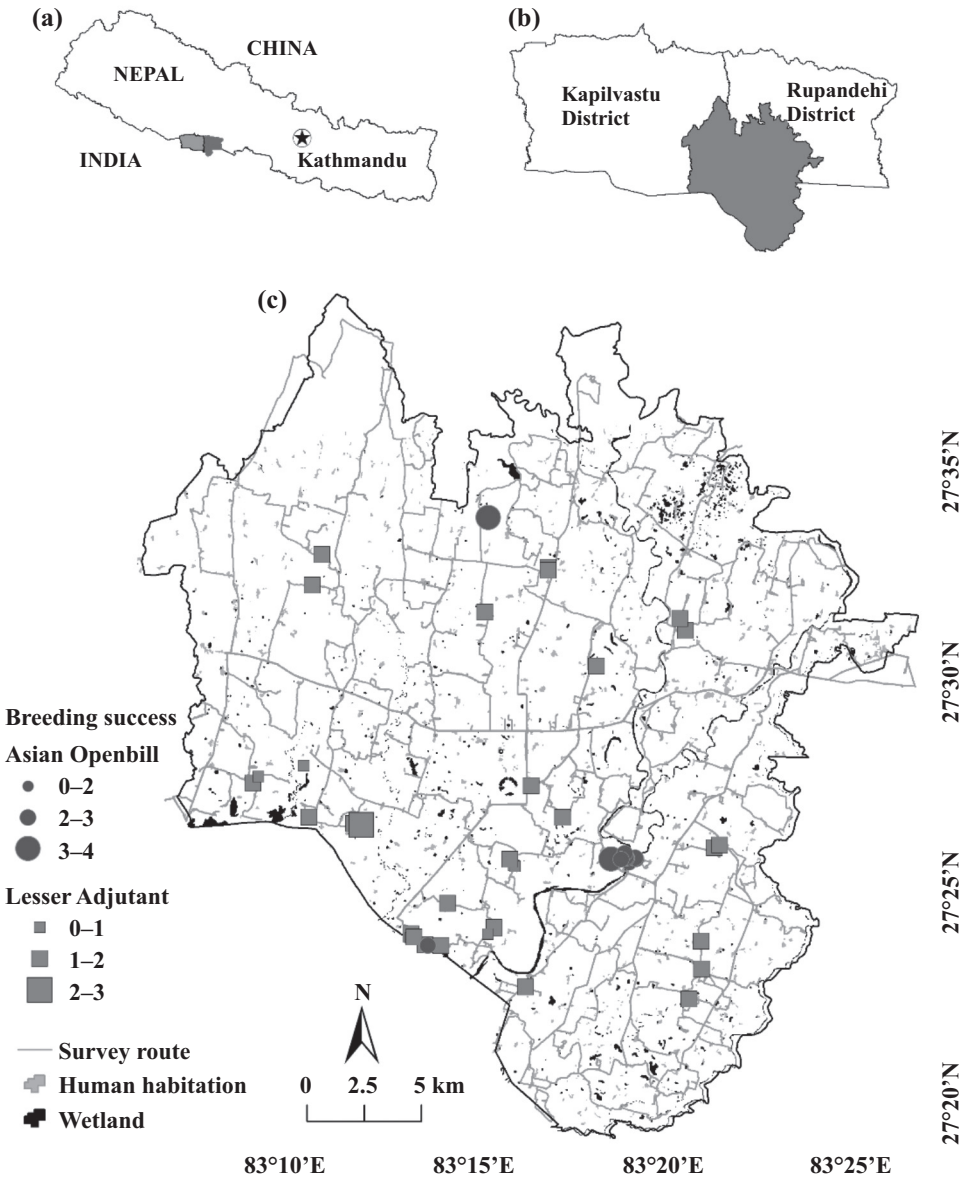 (a)
CHINA
NEPAL
INDIA
Kathmandu
(b)
Kapilvastu
District
Rupandehi
District
(c)
27°35’N
27°30’N
27°25’N
27°20’N
Breeding success
Asian Openbill
0–2
2–3
3–4
Lesser Adjutant
0–1
1–2
2–3
Survey route
Human habitation
Wetland
N
0 2.5 5 km
83°10’E 83°15’E 83°20’E 83°25’E